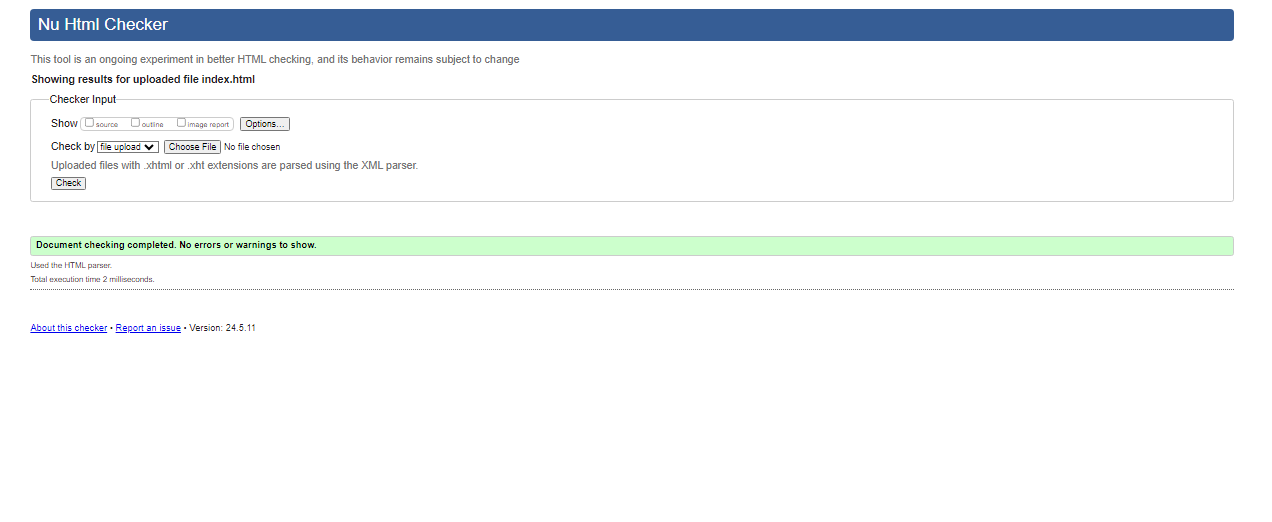 Nu Html Checker
This tool is an ongoing experiment in better HTML checking, and its behavior remains subject to change
Showing results for uploaded file index.html
Checker Input
Show source outline image report Options...
Check by file upload Choose File No file chosen
Uploaded files with .xhtml or .xht extensions are parsed using the XML parser.
Check
Document checking completed. No errors or warnings to show.
Used the HTML parser.
Total execution time 2 milliseconds.
About this checker • Report an issue • Version: 24.5.11